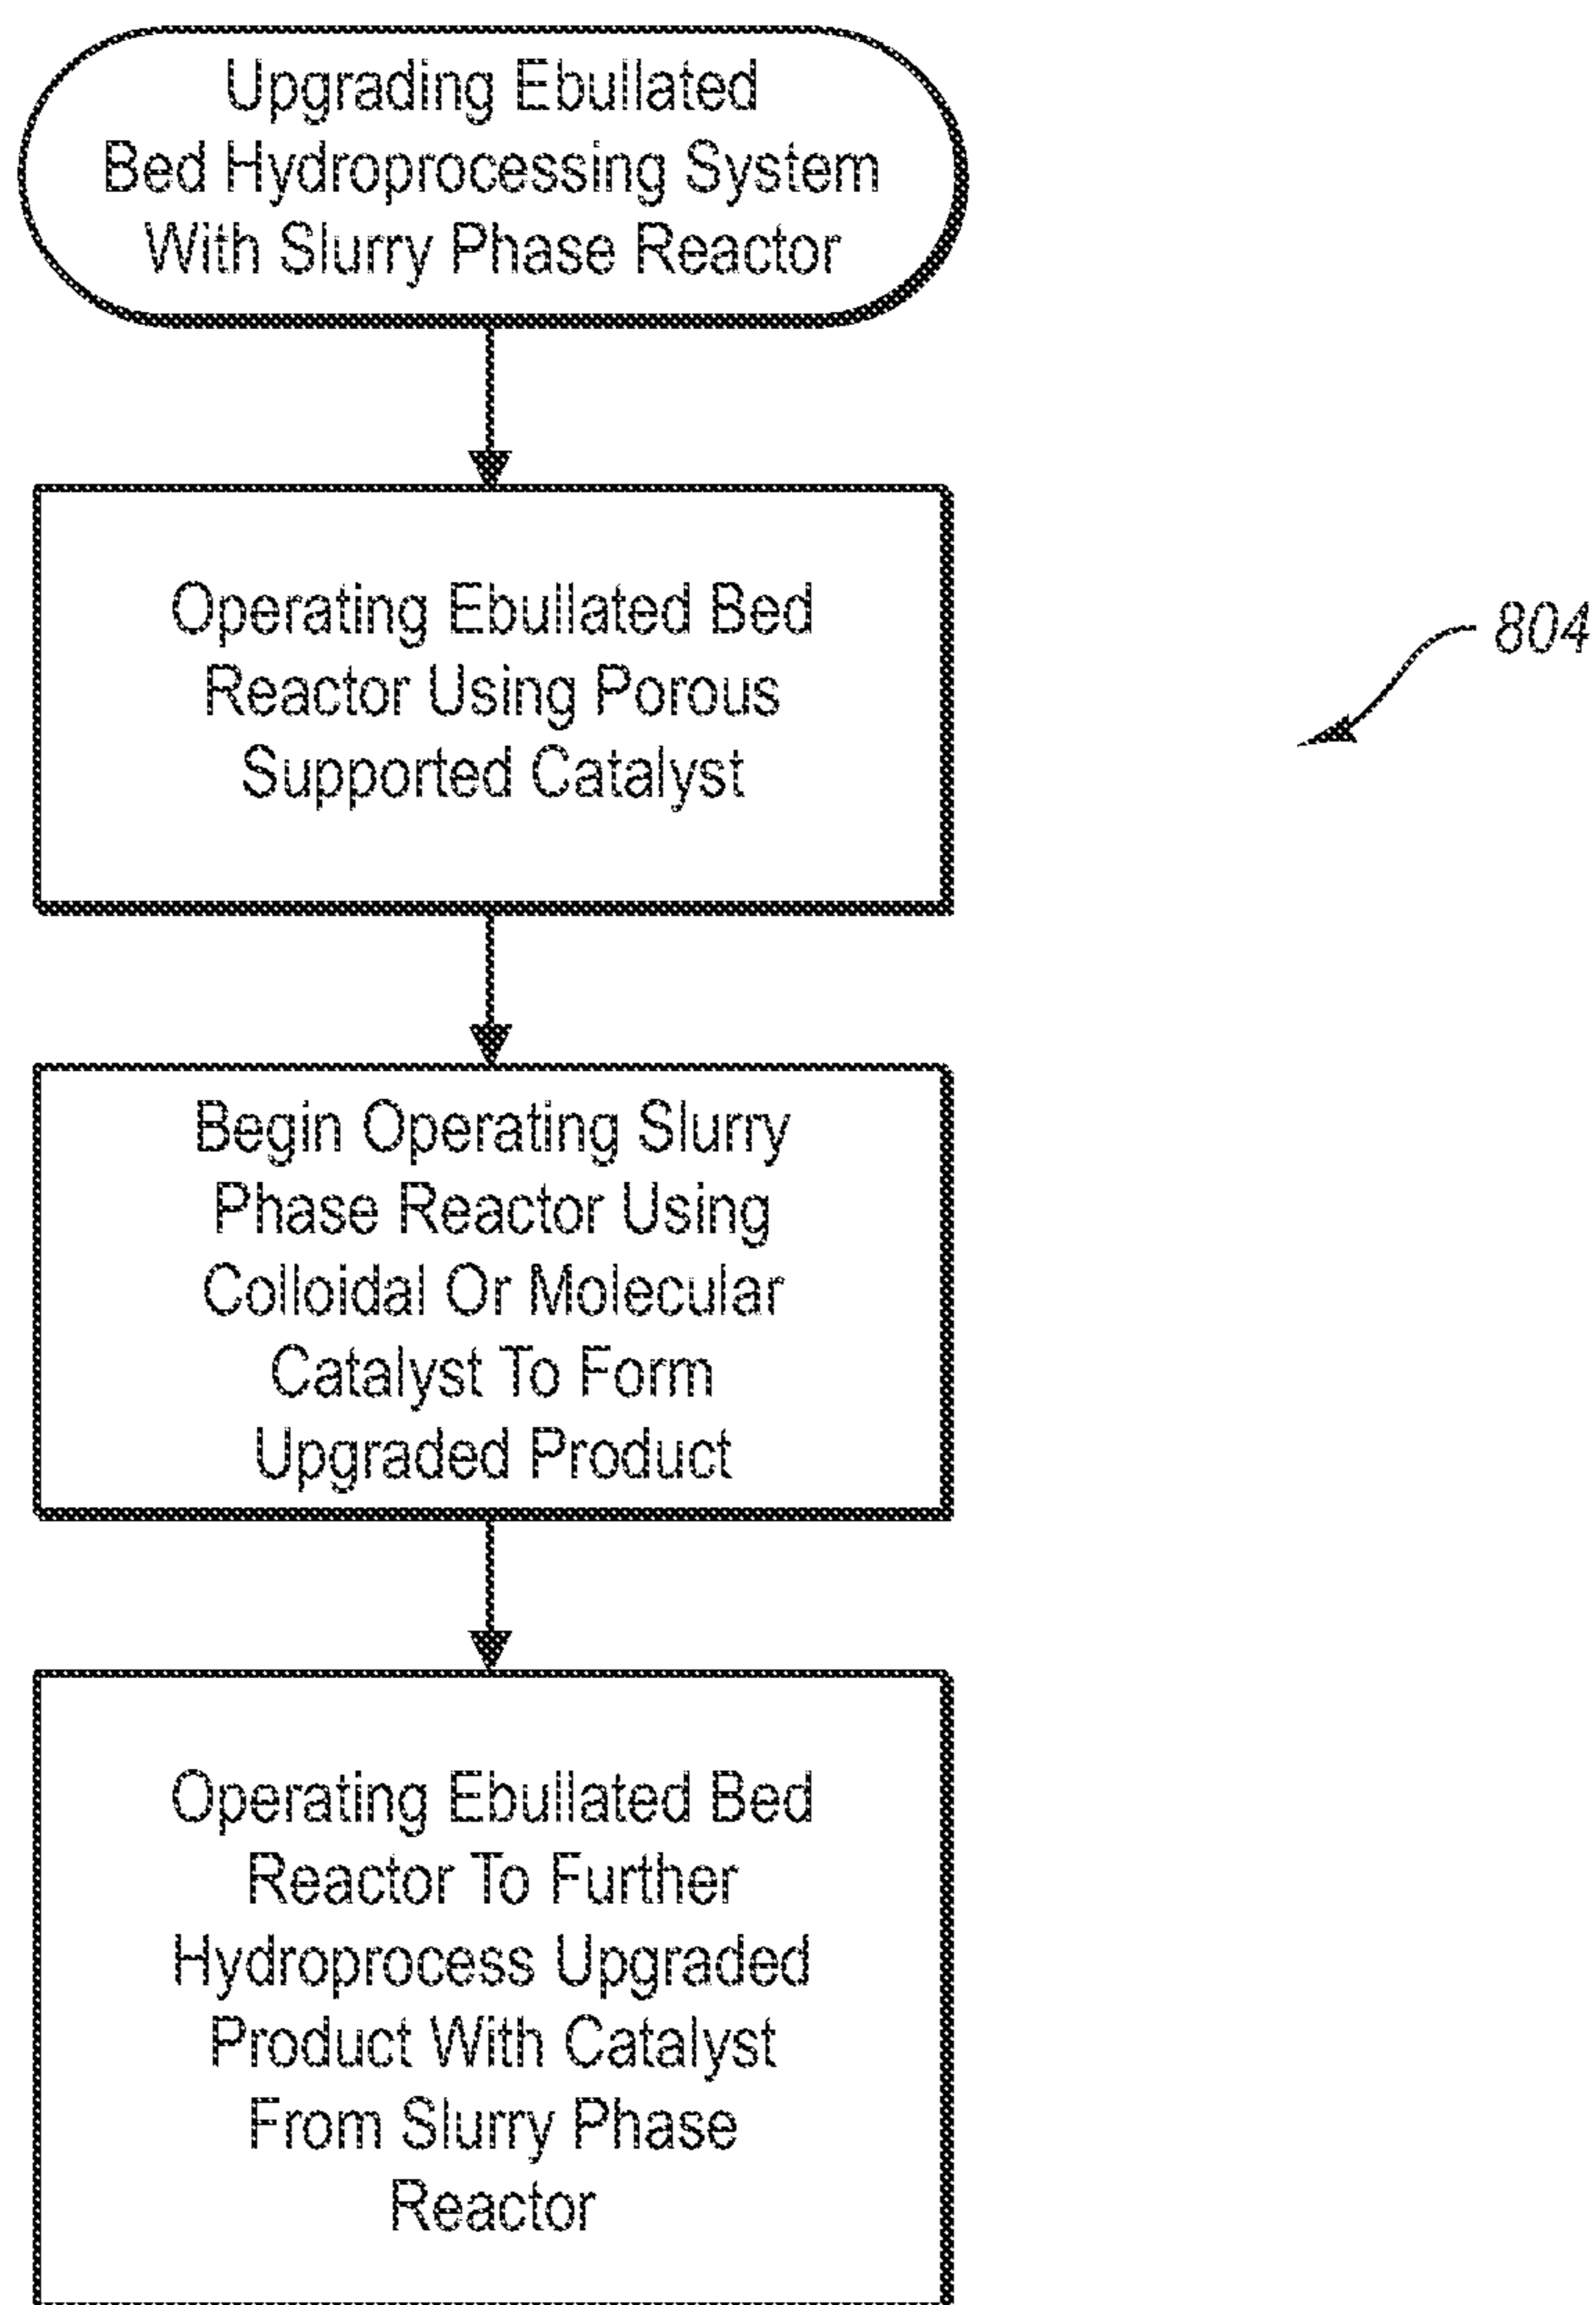 Upgrading Ebullated
Bed Hydroprocessing System
With Slurry Phase Reactor
Operating Ebullated Bed
Reactor Using Porous
Supported Catalyst
804
Begin Operating Slurry
Phase Reactor Using
Colloidal Or Molecular
Catalyst To Form
Upgraded Product
Operating Ebullated Bed
Reactor To Further
Hydroprocess Upgraded
Product With Catalyst
From Slurry Phase
Reactor